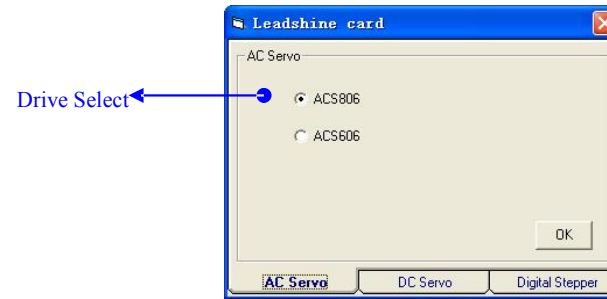 Leadshine card
AC Servo
Drive Select
ACS806
ACS606
OK
AC Servo DC Servo Digital Stepper